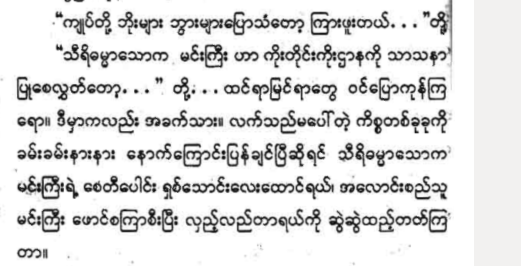 “ကျုပ်တို့ ဘိုးများ ဘွားများပြောသံတော့ ကြားဖူးတယ်. . . ”တို့
“သီရိဓမ္မာသောက မင်းကြီး ဟာ ကိုးတိုင်းကိုးဌာနကို သာသနာ
ပြုစေလွှတ်တော့. . . ” တို့. . . ထင်ရာမြင်ရာတွေ ဝင်ပြောကုန်ကြ
ရော။ ဒီမှာကလည်း အခက်သား။ လက်သည်မပေါ်တဲ့ ကိစ္စတစ်ခုခုကို
ခမ်းခမ်းနားနား နောက်ကြောင်းပြန်ချင်ပြီဆိုရင် သီရိဓမ္မာသောက
မင်းကြီးရဲ့ စေတီပေါင်း ရှစ်သောင်းလေးထောင်ရယ်၊ အလောင်းစည်သူ
မင်းကြီး ဖောင်စကြာစီးပြီး လှည့်လည်တာရယ်ကို ဆွဲဆွဲထည့်တတ်ကြ
တာ။